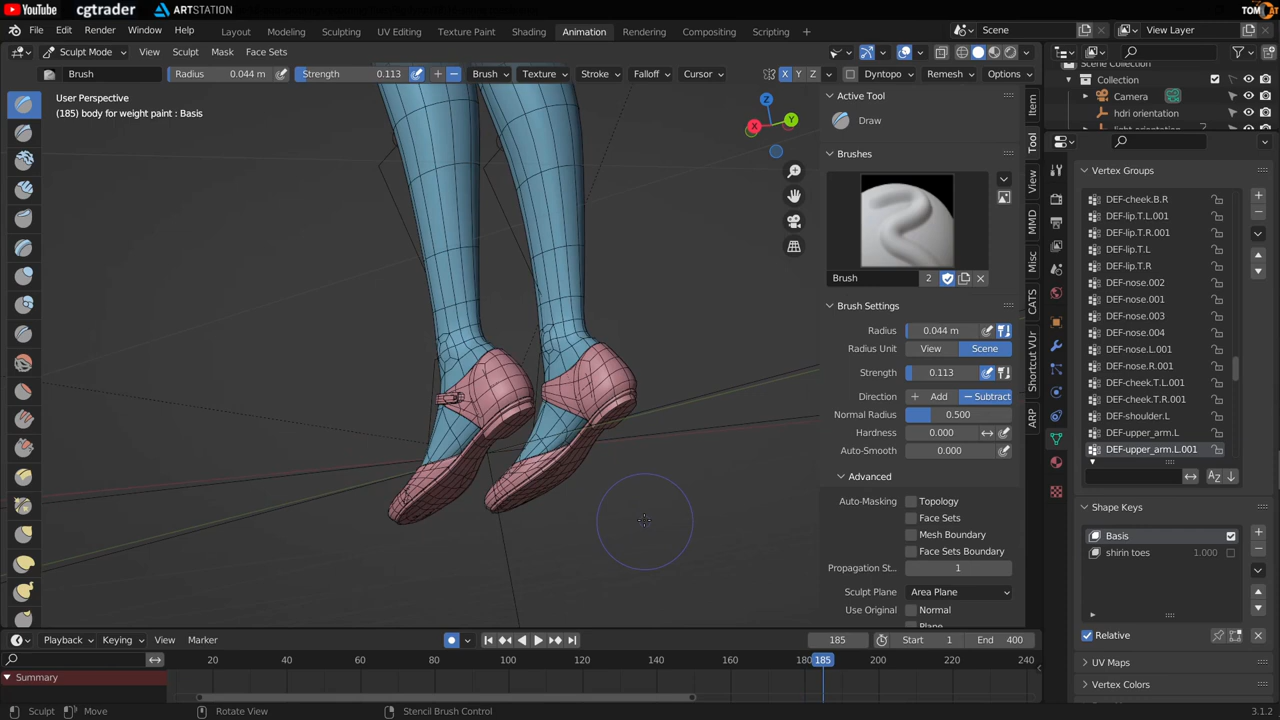 YouTube cgtrader ARTSTATION TOM CAT
File Edit Render Window Help Layout Modeling Sculpting UV Editing Texture Paint Shading Animation Rendering Compositing Scripting Scene View Layer
Sculpt Mode View Sculpt Mask Face Sets
Brush Radius 0.044 m Strength 0.113 Brush Texture Stroke Falloff Cursor X Y Z Dyntopo Remesh Options
User Perspective
(185) body for weight paint : Basis
Z
Y
X
Active Tool
Draw
Brushes
Brush 2
Brush Settings
Radius 0.044 m
Radius Unit View Scene
Strength 0.113
Direction Add Subtract
Normal Radius 0.500
Hardness 0.000
Auto-Smooth 0.000
Advanced
Auto-Masking Topology
Face Sets
Mesh Boundary
Face Sets Boundary
Propagation St... 1
Sculpt Plane Area Plane
Use Original Normal
Plane
Item
Tool
View
MMD
Misc
CATS
Shortcut VUr
ARP
Scene Collection
Collection
Camera
hdri orientation
light orientation
Vertex Groups
DEF-cheek.B.R
DEF-lip.T.L.001
DEF-lip.T.R.001
DEF-lip.T.L
DEF-lip.T.R
DEF-nose.002
DEF-nose.001
DEF-nose.003
DEF-nose.004
DEF-nose.L.001
DEF-nose.R.001
DEF-cheek.T.L.001
DEF-cheek.T.R.001
DEF-shoulder.L
DEF-upper_arm.L
DEF-upper_arm.L.001
Shape Keys
Basis
shirin toes 1.000
Relative
UV Maps
Vertex Colors
Playback Keying View Marker 185 Start 1 End 400
20 40 60 80 100 120 140 160 185 200 220 240
Summary
Sculpt Move Rotate View Stencil Brush Control 3.1.2